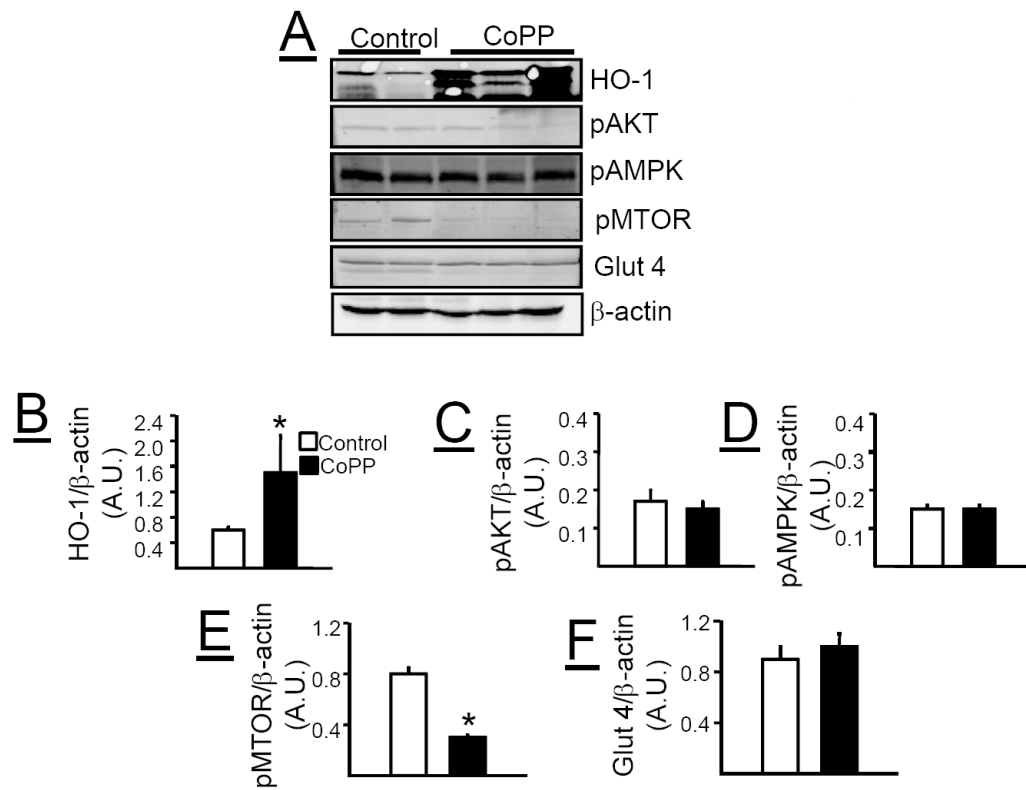 A
Control CoPP
HO-1
pAKT
pAMPK
pMTOR
Glut 4
β-actin
B
HO-1/β-actin
(A.U.)
2.4
2.0
1.6
1.2
0.8
0.4
*
Control
CoPP
C
pAKT/β-actin
(A.U.)
0.4
0.3
0.2
0.1
D
pAMPK/β-actin
(A.U.)
0.4
0.3
0.2
0.1
E
pMTOR/β-actin
(A.U.)
1.2
0.8
0.4
*
F
Glut 4/β-actin
(A.U.)
1.2
0.8
0.4